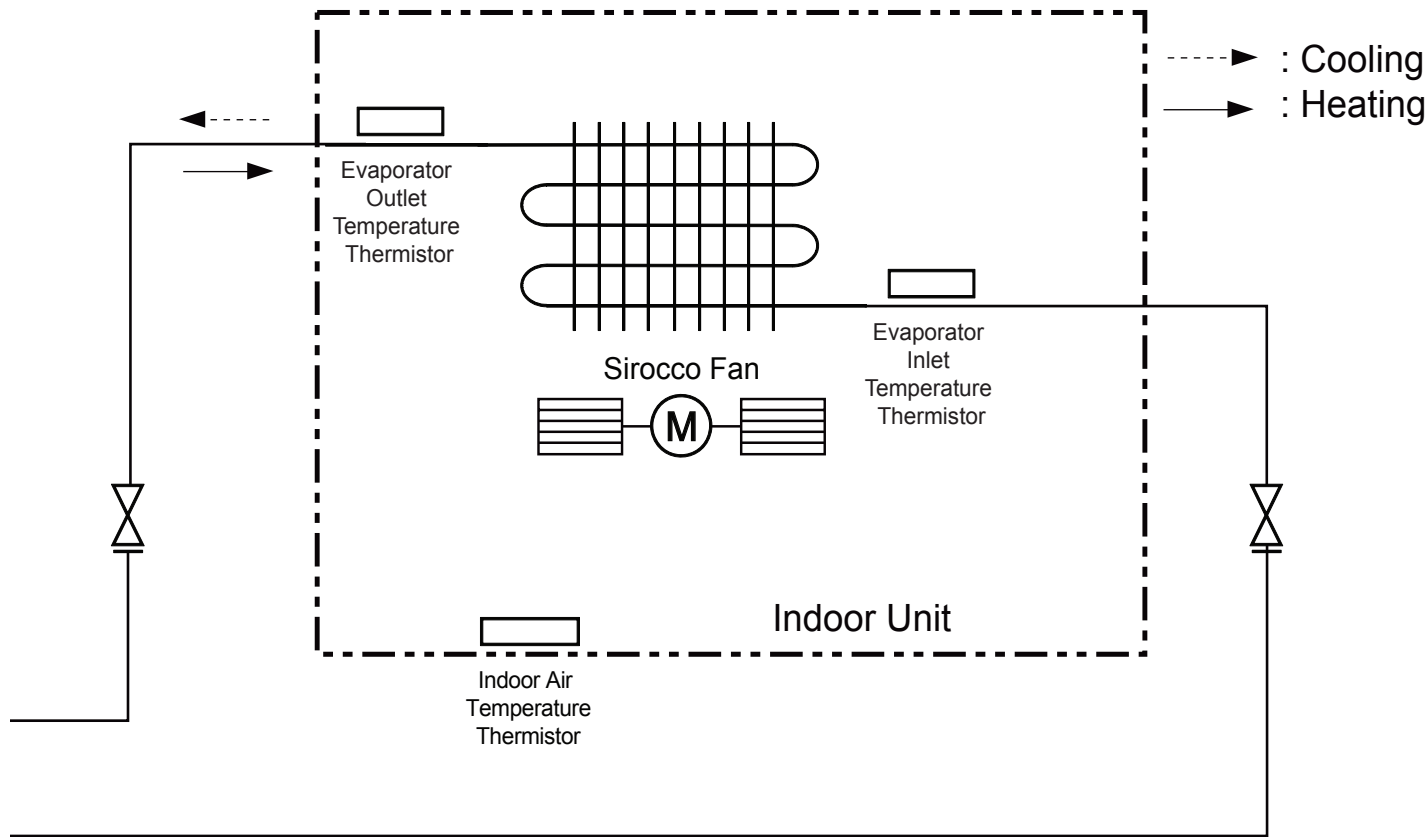 : Cooling
: Heating
Evaporator
Outlet
Temperature
Thermistor
Evaporator
Inlet
Temperature
Thermistor
Sirocco Fan
M
Indoor Unit
Indoor Air
Temperature
Thermistor